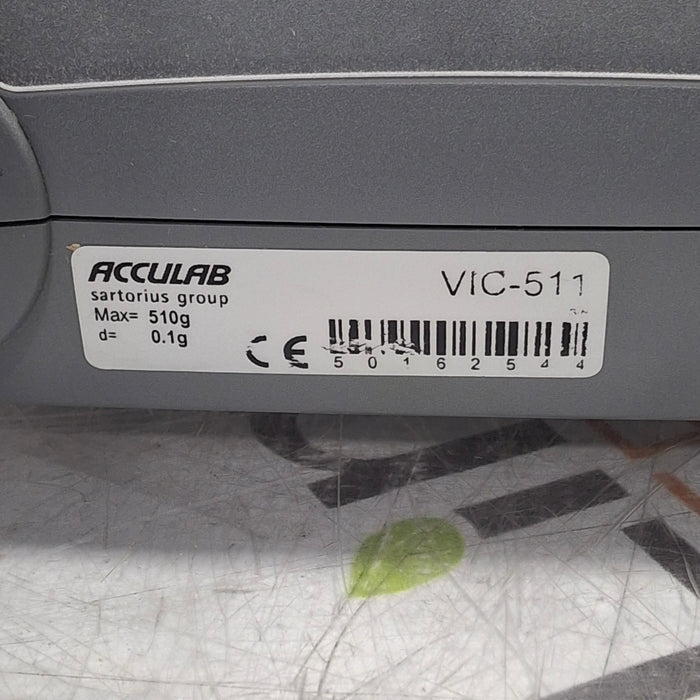 ACCULAB
sartorius group
Max= 510g
d= 0.1g
CE
VIC-511
50162544